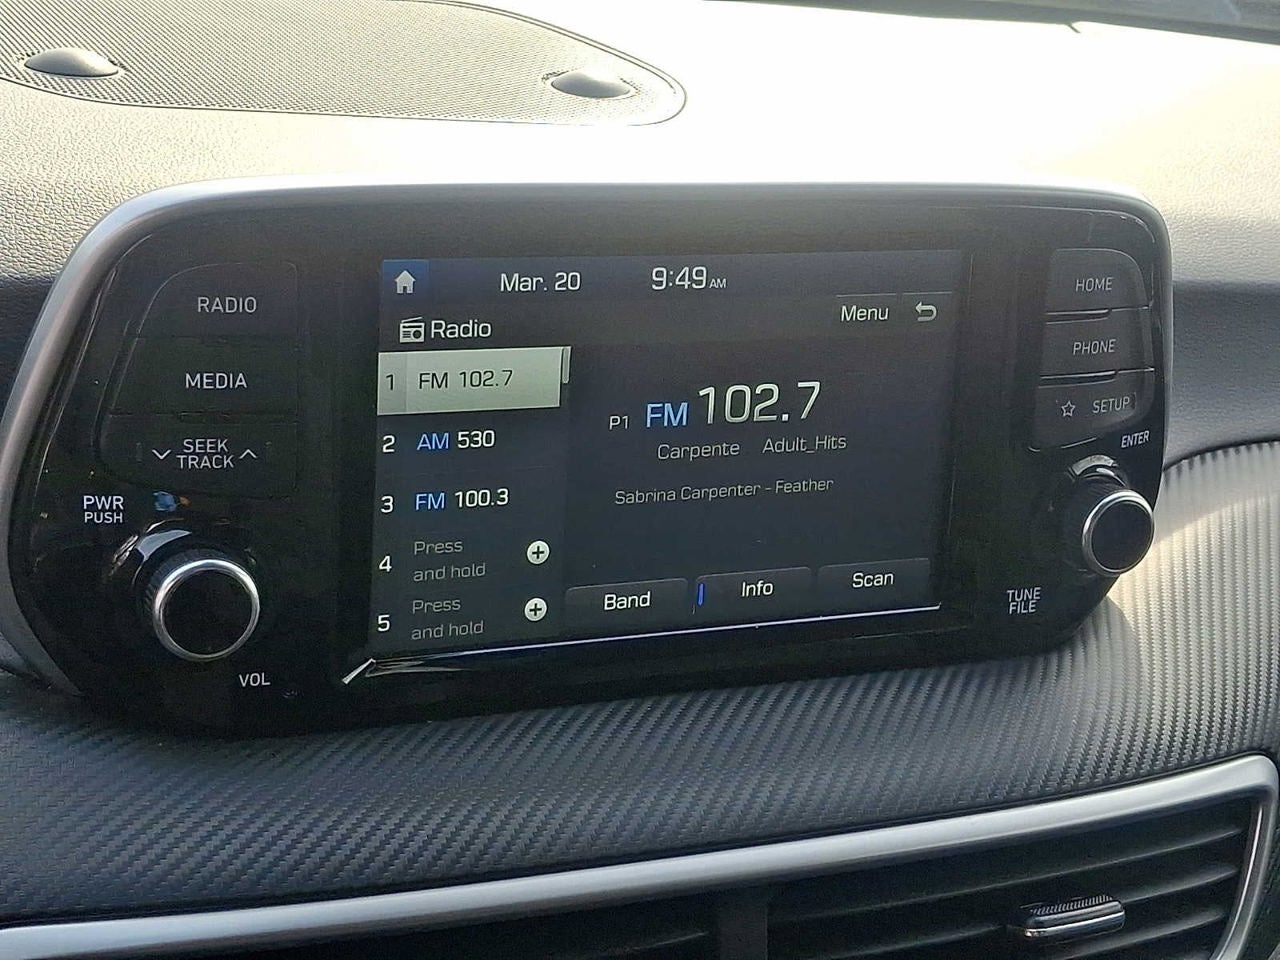 RADIO
MEDIA
SEEK
TRACK
PWR
PUSH
VOL
Mar. 20
9:49 AM
Radio
Menu
1 FM 102.7
2 AM 530
3 FM 100.3
4 Press
and hold
5 Press
and hold
P1 FM 102.7
Carpente Adult_Hits
Sabrina Carpenter - Feather
Band
Info
Scan
HOME
PHONE
SETUP
ENTER
TUNE
FILE